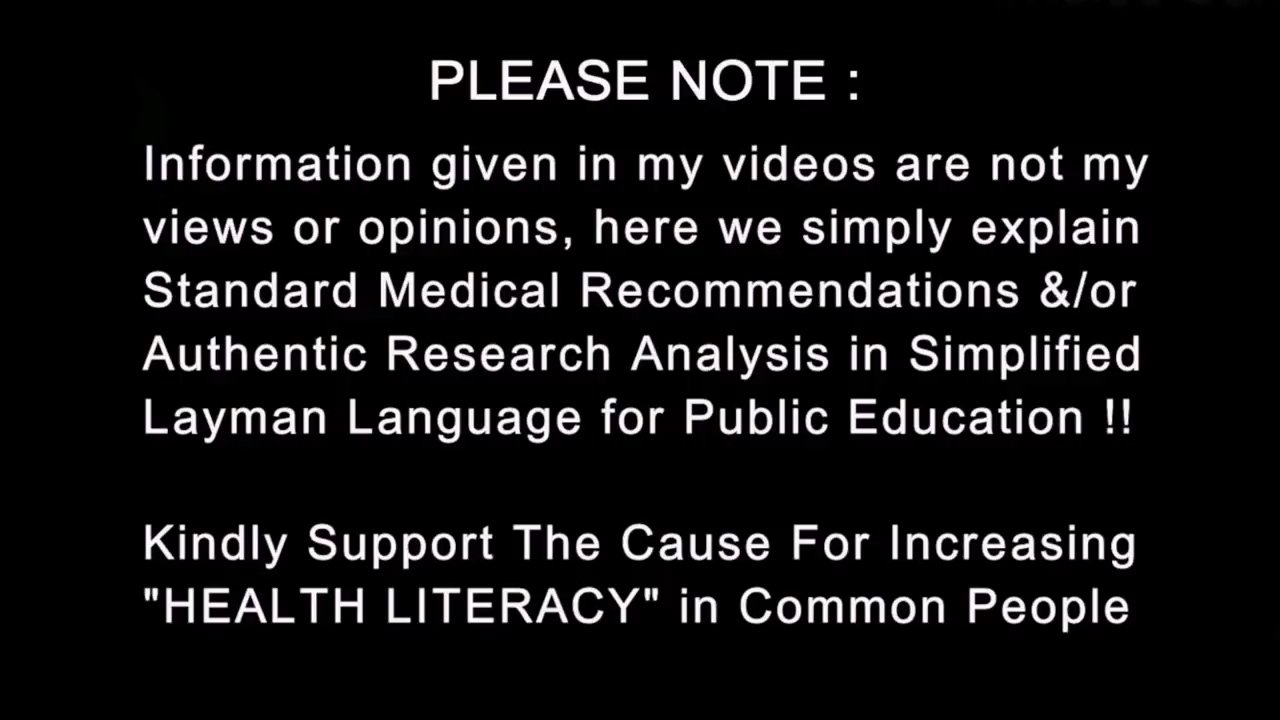 PLEASE NOTE :
Information given in my videos are not my
views or opinions, here we simply explain
Standard Medical Recommendations &/or
Authentic Research Analysis in Simplified
Layman Language for Public Education !!
Kindly Support The Cause For Increasing
"HEALTH LITERACY" in Common People